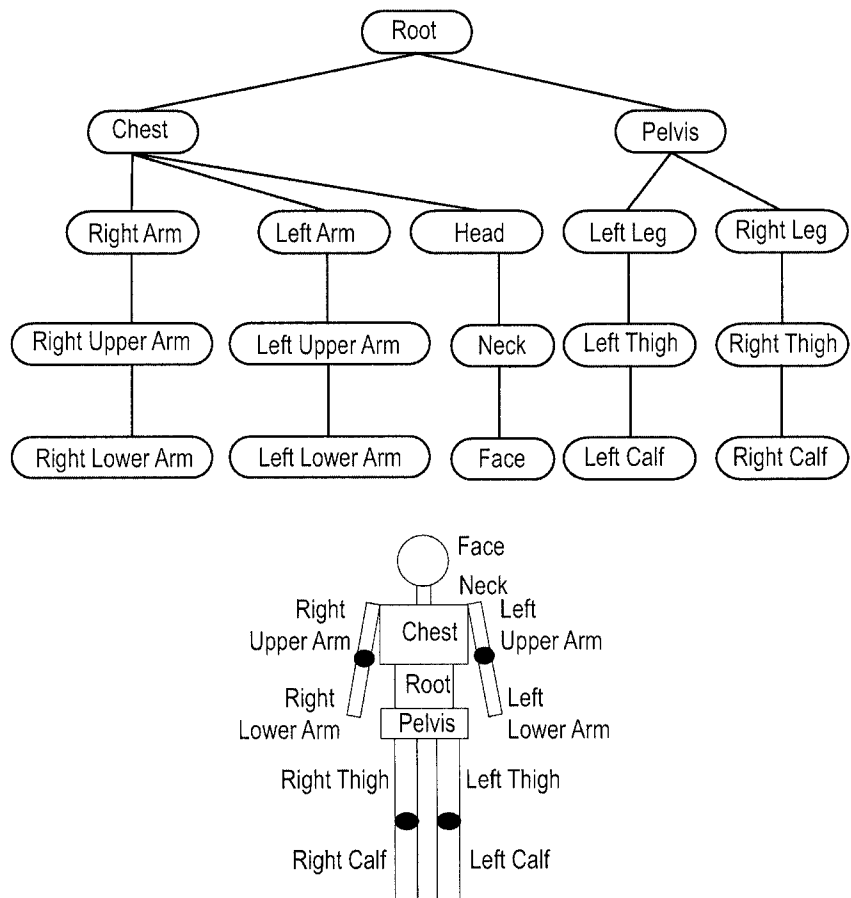 Root
Chest
Pelvis
Right Arm
Left Arm
Head
Left Leg
Right Leg
Right Upper Arm
Left Upper Arm
Neck
Left Thigh
Right Thigh
Right Lower Arm
Left Lower Arm
Face
Left Calf
Right Calf
Face
Neck
Right
Upper Arm
Chest
Left
Upper Arm
Root
Right
Lower Arm
Pelvis
Left
Lower Arm
Right Thigh
Left Thigh
Right Calf
Left Calf